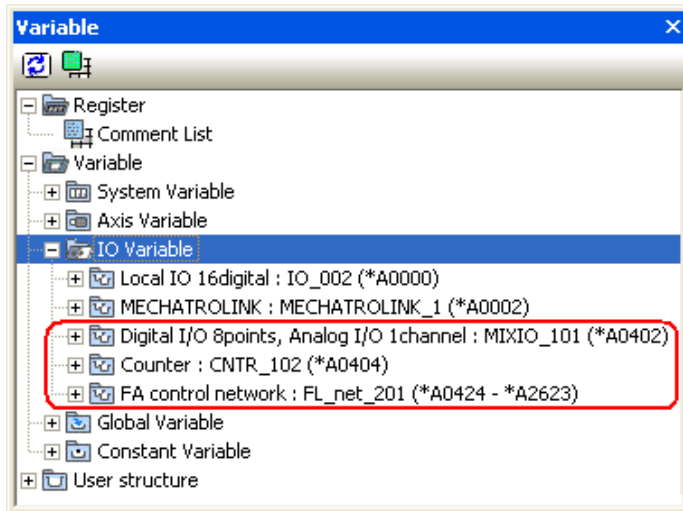 Variable
Register
Comment List
Variable
System Variable
Axis Variable
IO Variable
Local IO 16digital : IO_002 (*A0000)
MECHATROLINK : MECHATROLINK_1 (*A0002)
Digital I/O 8points, Analog I/O 1channel : MIXIO_101 (*A0402)
Counter : CNTR_102 (*A0404)
FA control network : FL_net_201 (*A0424 - *A2623)
Global Variable
Constant Variable
User structure